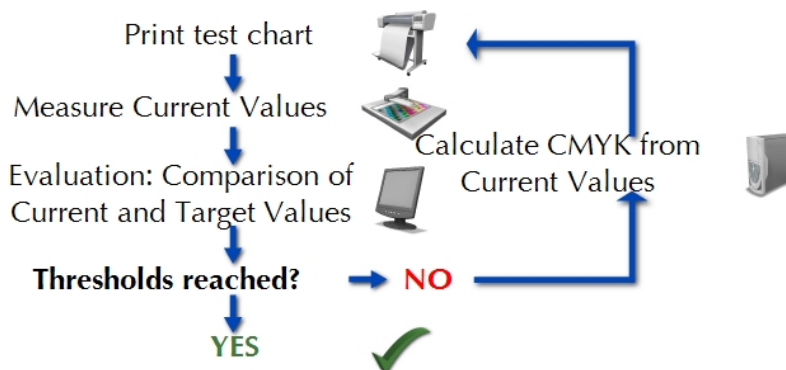 Print test chart
Measure Current Values
Evaluation: Comparison of
Current and Target Values
Thresholds reached?
NO
YES
Calculate CMYK from
Current Values